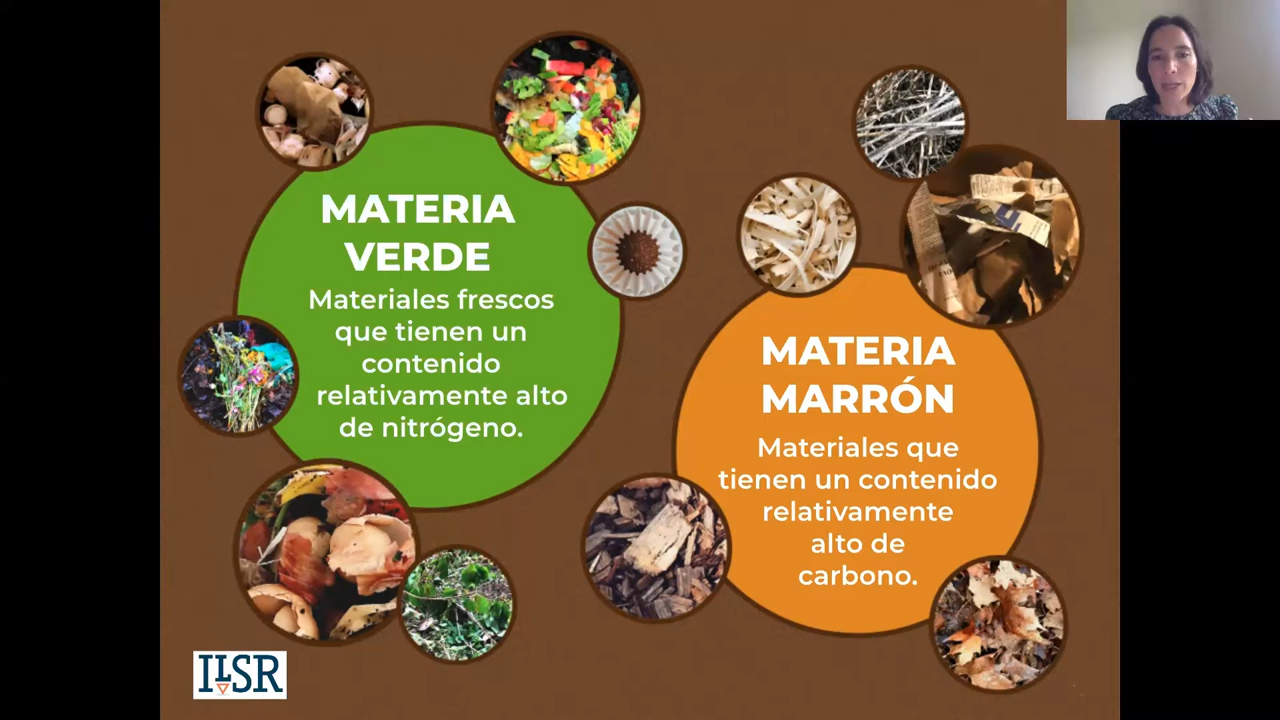 MATERIA
VERDE
Materiales frescos
que tienen un
contenido
relativamente alto
de nitrógeno.
MATERIA
MARRÓN
Materiales que
tienen un contenido
relativamente
alto de
carbono.
ILSR